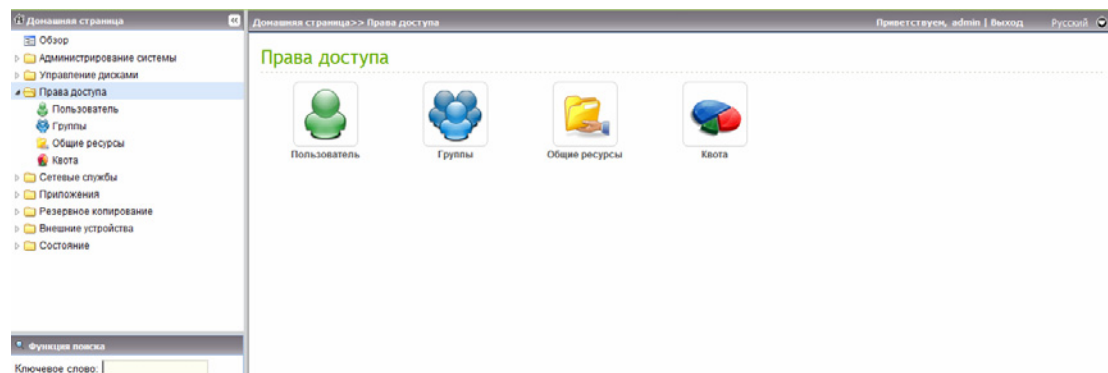 Домашняя страница
Обзор
Администрирование системы
Управление дисками
Права доступа
Пользователь
Группы
Общие ресурсы
Квота
Сетевые службы
Приложения
Резервное копирование
Внешние устройства
Состояние
Функция поиска
Ключевое слово:
Домашняя страница>> Права доступа
Приветствуем, admin | Выход
Русский
Права доступа
Пользователь
Группы
Общие ресурсы
Квота